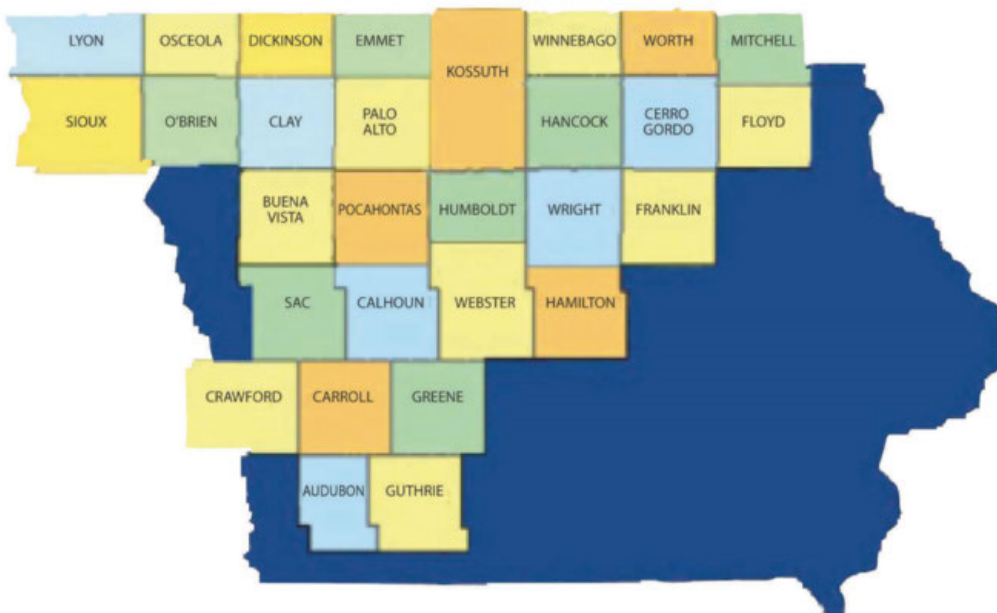 LYON
OSCEOLA
DICKINSON
EMMET
KOSSUTH
WINNEBAGO
WORTH
MITCHELL
SIOUX
O'BRIEN
CLAY
PALO
ALTO
HANCOCK
CERRO
GORDO
FLOYD
BUENA
VISTA
POCAHONTAS
HUMBOLDT
WRIGHT
FRANKLIN
SAC
CALHOUN
WEBSTER
HAMILTON
CRAWFORD
CARROLL
GREENE
AUDUBON
GUTHRIE